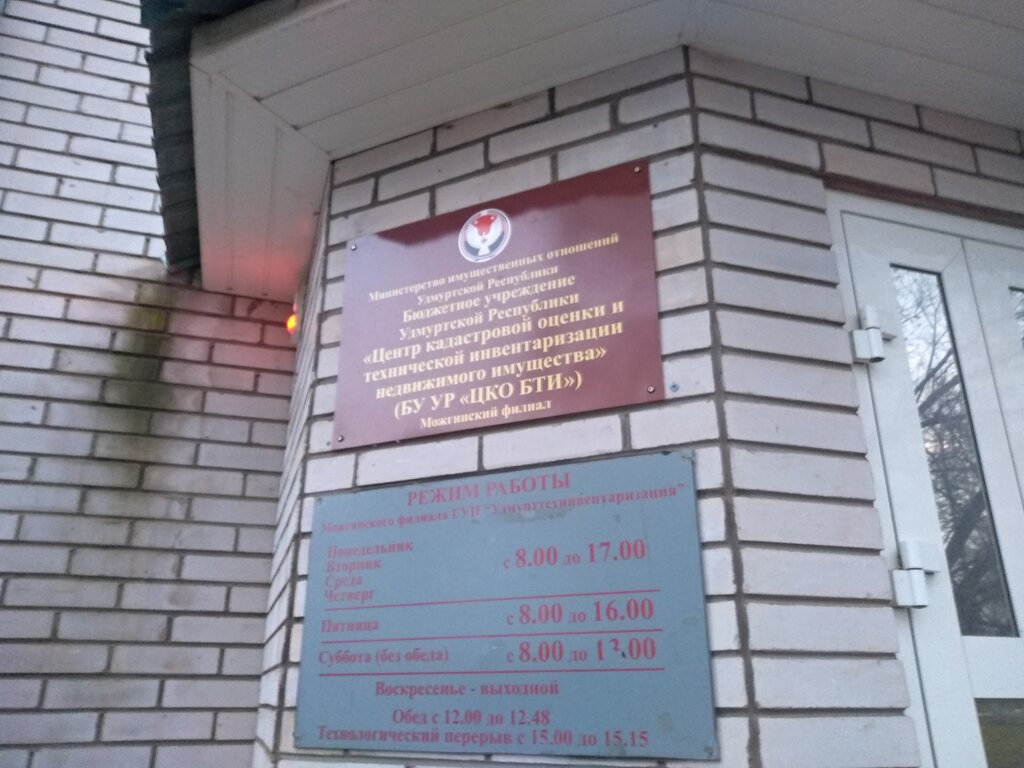 Министерство имущественных отношений
Удмуртской Республики
Бюджетное учреждение
Удмуртской Республики
«Центр кадастровой оценки и
технической инвентаризации
недвижимого имущества»
(БУ УР «ЦКО БТИ»)
Можгинский филиал
РЕЖИМ РАБОТЫ
Можгинского филиала ГУП "Удмурттехинвентаризация"
Понедельник
Вторник
Среда
Четверг
с 8.00 до 17.00
Пятница с 8.00 до 16.00
Суббота (без обеда) с 8.00 до 13.00
Воскресенье - выходной
Обед с 12.00 до 12.48
Технологический перерыв с 15.00 до 15.15